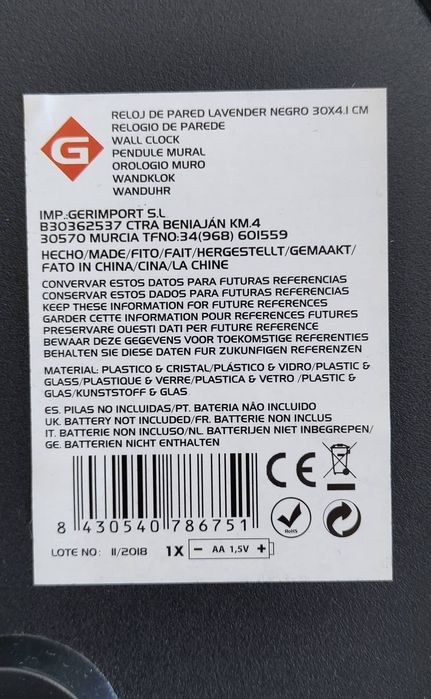 G
RELOJ DE PARED LAVENDER NEGRO 30X4.1 CM
RELOGIO DE PAREDE
WALL CLOCK
PENDULE MURAL
OROLOGIO MURO
WANDKLOK
WANDUHR
IMP.:GERIMPORT S.L
B30362537 CTRA BENIAJÁN KM.4
30570 MURCIA TFNO:34(968) 601559
HECHO/MADE/FITO/FAIT/HERGESTELLT/GEMAAKT/
FATO IN CHINA/CINA/LA CHINE
CONVERVAR ESTOS DATOS PARA FUTURAS REFERENCIAS
CONSERVAR ESTOS DADOS PARA FUTURAS REFERENCIAS
KEEP THESE INFORMATION FOR FUTURE REFERENCES
GARDER CETTE INFORMATION POUR REFERENCES FUTURES
PRESERVARE OUESTI DATI PER FUTURE REFERENCE
BEWAAR DEZE GEGEVENS VOOR TOEKOMSTIGE REFERENTIES
BEHALTEN SIE DIESE DATEN FUR ZUKUNFIGEN REFERENZEN
MATERIAL: PLASTICO & CRISTAL/PLÁSTICO & VIDRO/PLASTIC &
GLASS/PLASTIQUE & VERRE/PLASTICA & VETRO /PLASTIC &
GLAS/KUNSTSTOFF & GLAS
ES. PILAS NO INCLUIDAS/PT. BATERIA NÂO INCLUIDO
UK. BATTERY NOT INCLUDED/FR. BATTERIE NON INCLUS
IT. BATTERIE NON INCLUSO/NL. BATTERIJEN NIET INBEGREPEN/
GE. BATTERIEN NICHT ENTHALTEN
CE
8 430540 786751
RoHS
LOTE NO: 11/2018 1X - AA 1,5V +